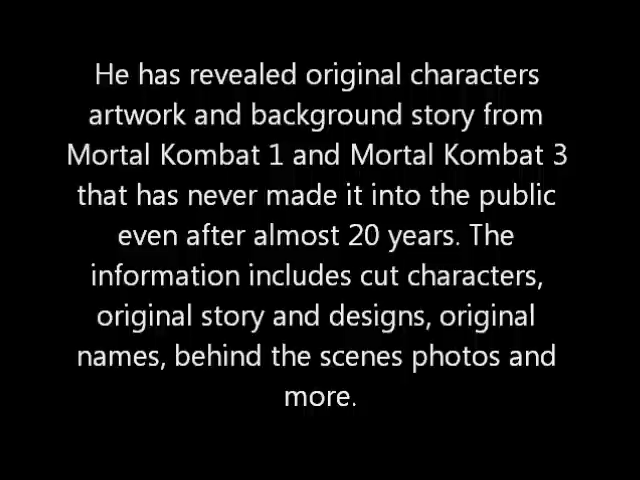 He has revealed original characters
artwork and background story from
Mortal Kombat 1 and Mortal Kombat 3
that has never made it into the public
even after almost 20 years. The
information includes cut characters,
original story and designs, original
names, behind the scenes photos and
more.